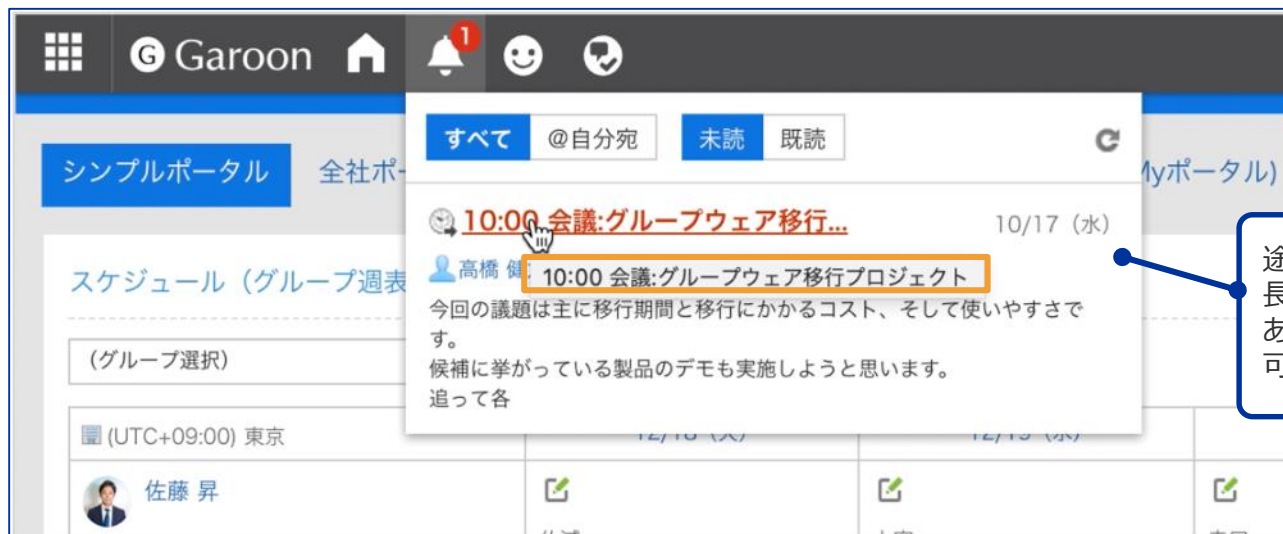 Garoon
1
すべて @自分宛 未読 既読
シンプルポータル
全社ポ
Myポータル)
10:00 会議:グループウェア移行... 10/17（水）
高橋 健
10:00 会議:グループウェア移行プロジェクト
今回の議題は主に移行期間と移行にかかるコスト、そして使いやすさで
す。
候補に挙がっている製品のデモも実施しようと思います。
追って各
スケジュール（グループ週表
(グループ選択)
(UTC+09:00) 東京
佐藤 昇
途
長
あ
可